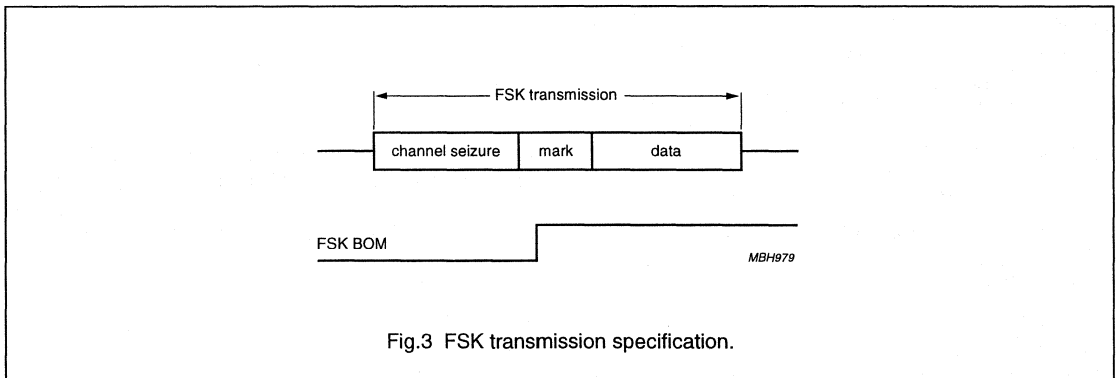 FSK transmission
channel seizure mark data
FSK BOM
MBH979
Fig.3 FSK transmission specification.